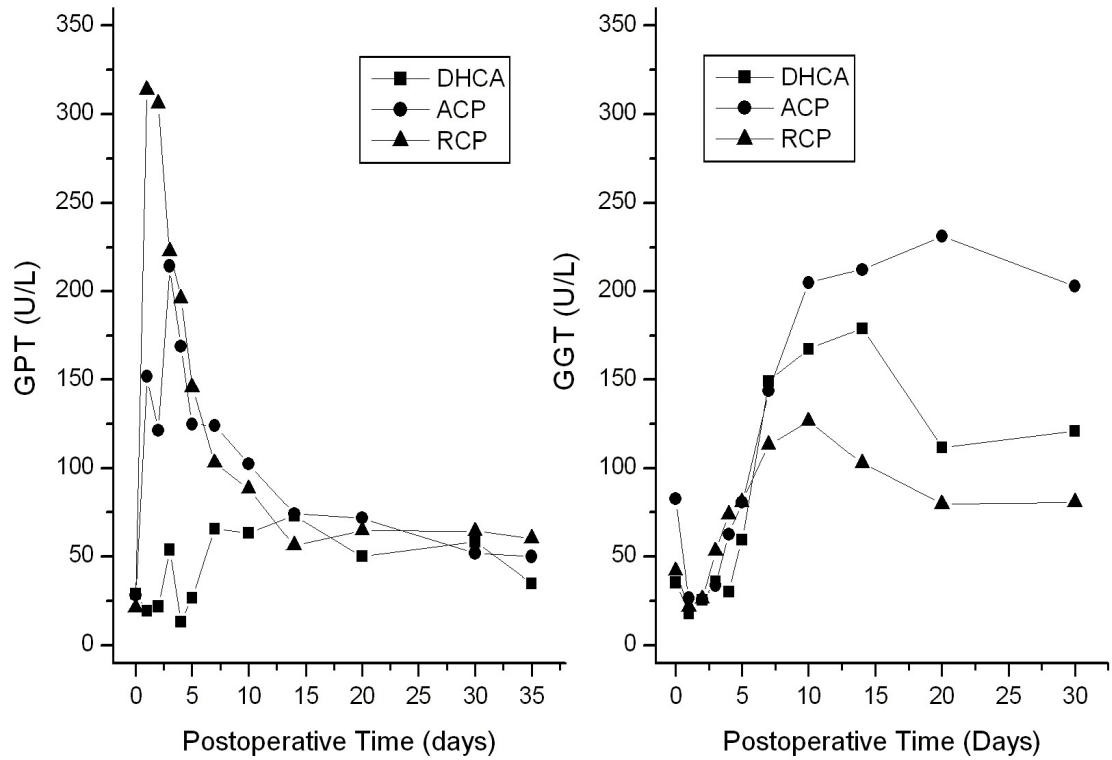 350
300
250
200
150
100
50
0
GPT (U/L)
DHCA
ACP
RCP
0 5 10 15 20 25 30 35
Postoperative Time (days)
350
300
250
200
150
100
50
0
GGT (U/L)
DHCA
ACP
RCP
0 5 10 15 20 25 30
Postoperative Time (Days)